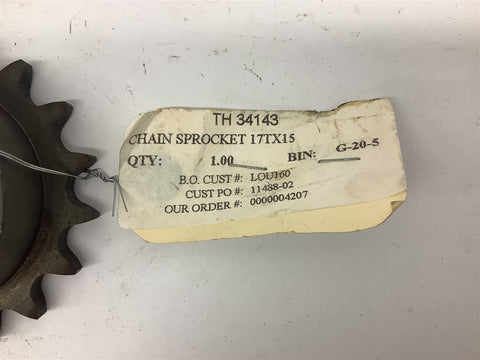 TH 34143
CHAIN SPROCKET 17TX15
QTY: 1.00 BIN: G-20-5
B.O. CUST #: LOU160
CUST PO #: 11488-02
OUR ORDER #: 0000004207